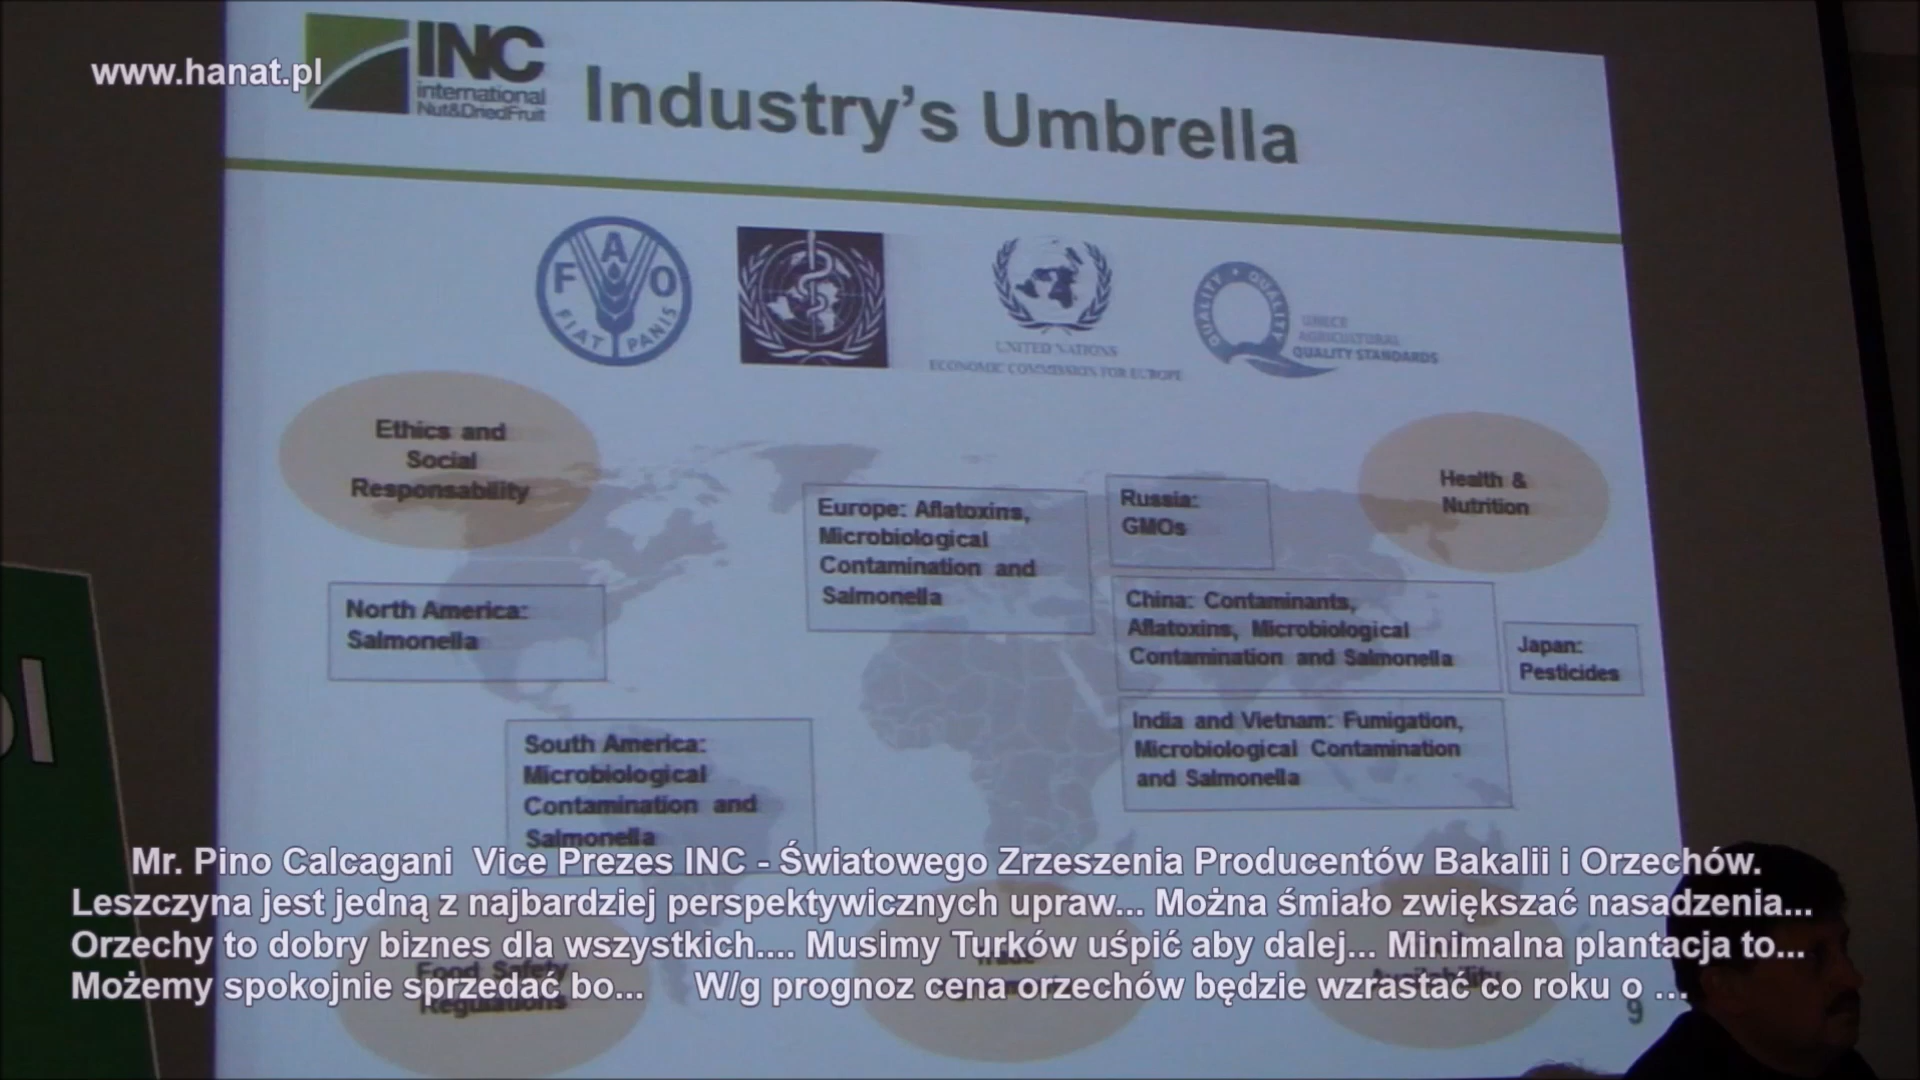 www.hanat.pl
INC
international
Nut&DriedFruit
Industry's Umbrella
F A O
FIAT PANIS
UNITED NATIONS
ECONOMIC COMMISSION FOR EUROPE
QUALITY • QUALITY
UNECE
AGRICULTURAL
QUALITY STANDARDS
Ethics and
Social
Responsability
Health &
Nutrition
Europe: Aflatoxins,
Microbiological
Contamination and
Salmonella
Russia:
GMOs
North America:
Salmonella
China: Contaminants,
Aflatoxins, Microbiological
Contamination and Salmonella
Japan:
Pesticides
South America:
Microbiological
Contamination and
Salmonella
India and Vietnam: Fumigation,
Microbiological Contamination
and Salmonella
Food Safety
Regulations
9
pl
Mr. Pino Calcagani Vice Prezes INC - Światowego Zrzeszenia Producentów Bakalii i Orzechów.
Leszczyna jest jedną z najbardziej perspektywicznych upraw... Można śmiało zwiększać nasadzenia...
Orzechy to dobry biznes dla wszystkich.... Musimy Turków uśpić aby dalej... Minimalna plantacja to...
Możemy spokojnie sprzedać bo... W/g prognoz cena orzechów będzie wzrastać co roku o ...